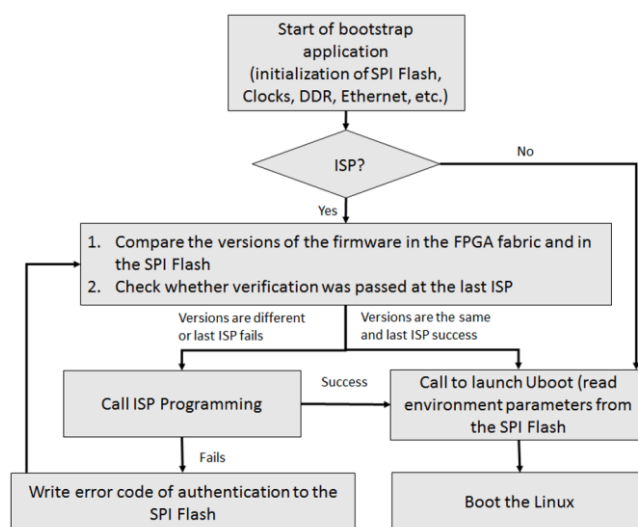 Start of bootstrap
application
(initialization of SPI Flash,
Clocks, DDR, Ethernet, etc.)
ISP?
No
Yes
1. Compare the versions of the firmware in the FPGA fabric and in
the SPI Flash
2. Check whether verification was passed at the last ISP
Versions are different
or last ISP fails
Versions are the same
and last ISP success
Call ISP Programming
Success
Call to launch Uboot (read
environment parameters from
the SPI Flash
Fails
Write error code of authentication to the
SPI Flash
Boot the Linux